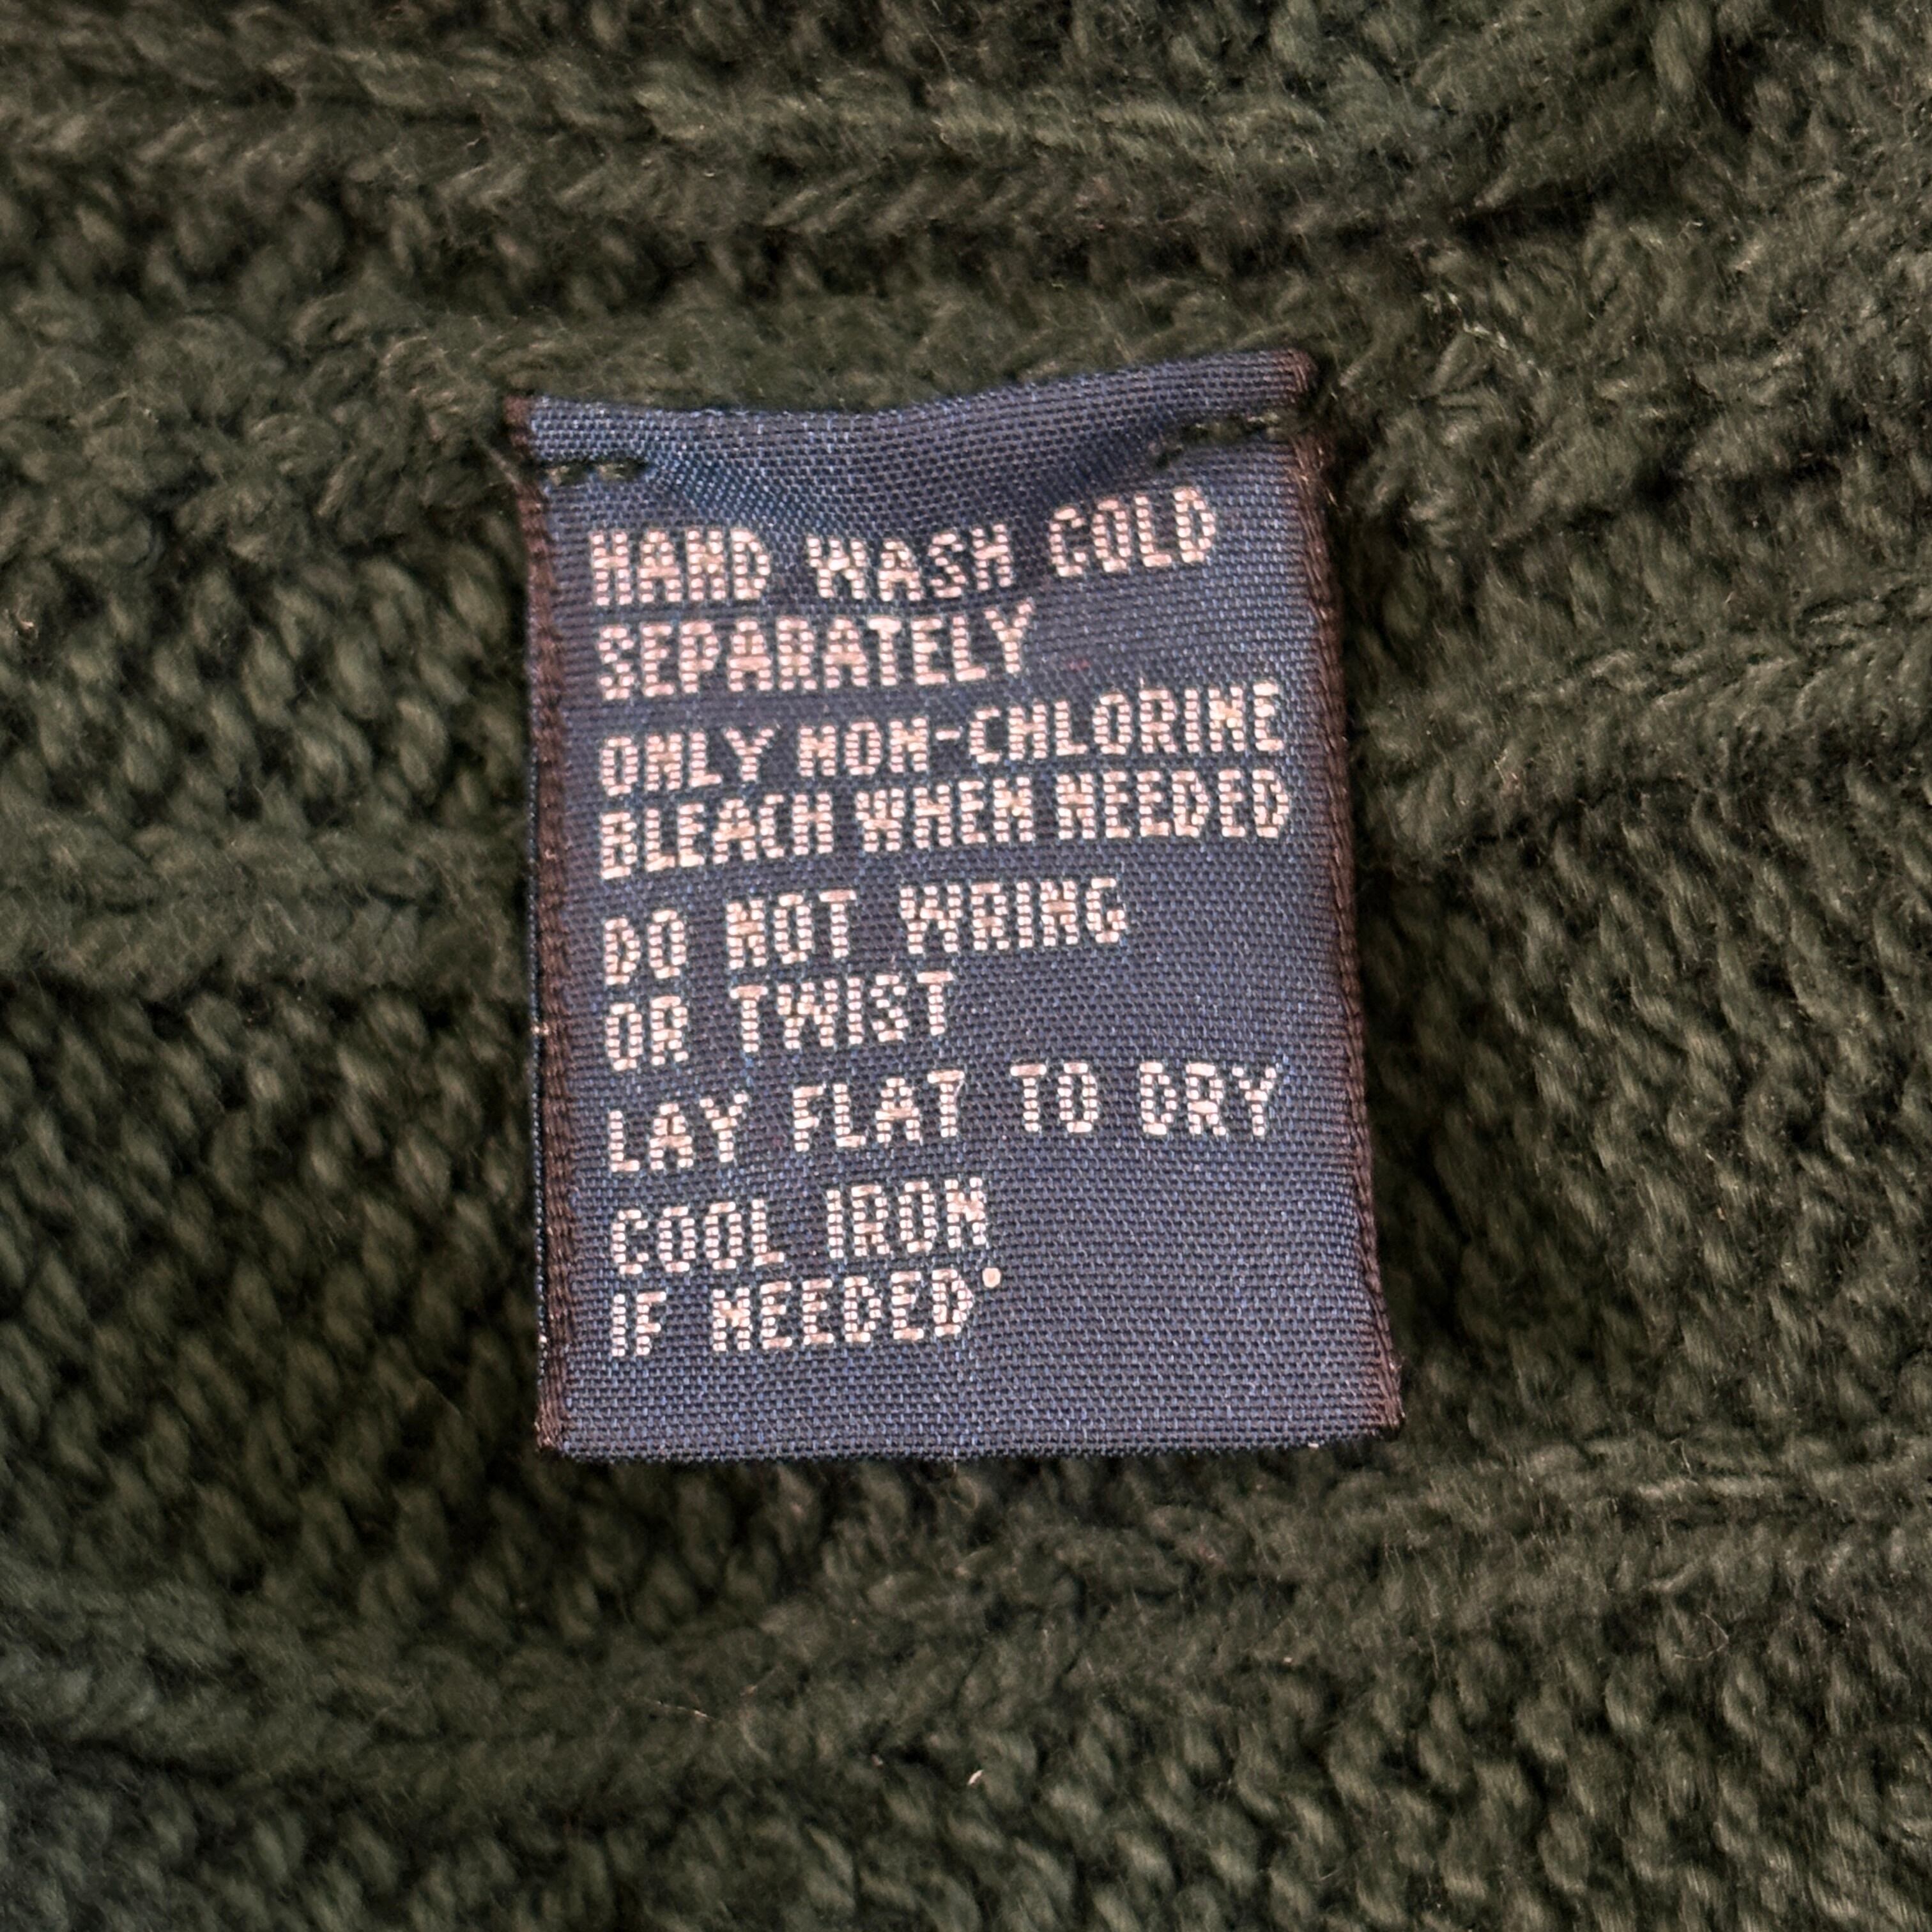 HAND WASH COLD
SEPARATELY
ONLY NON-CHLORINE
BLEACH WHEN NEEDED
DO NOT WRING
OR TWIST
LAY FLAT TO DRY
COOL IRON
IF NEEDED